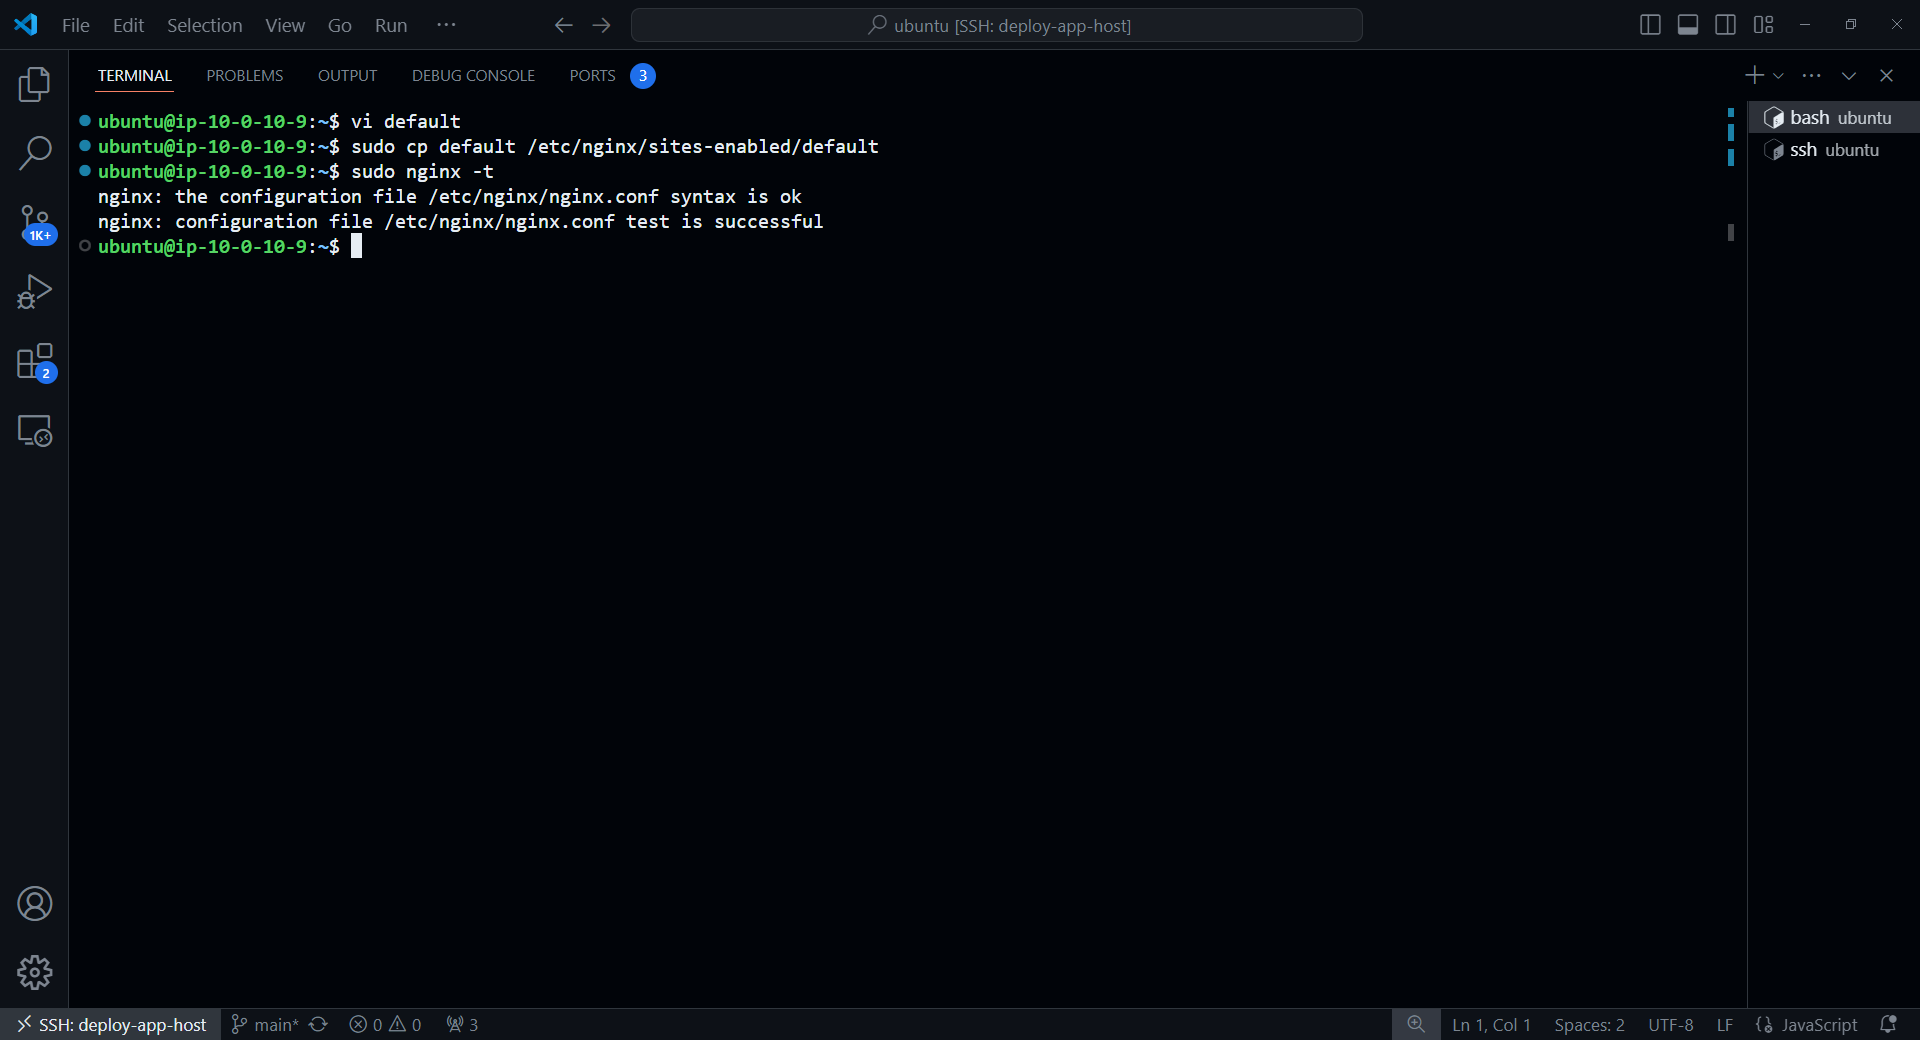 File Edit Selection View Go Run ··· ubuntu [SSH: deploy-app-host]
TERMINAL PROBLEMS OUTPUT DEBUG CONSOLE PORTS 3
ubuntu@ip-10-0-10-9:~$ vi default
ubuntu@ip-10-0-10-9:~$ sudo cp default /etc/nginx/sites-enabled/default
ubuntu@ip-10-0-10-9:~$ sudo nginx -t
nginx: the configuration file /etc/nginx/nginx.conf syntax is ok
nginx: configuration file /etc/nginx/nginx.conf test is successful
ubuntu@ip-10-0-10-9:~$
bash ubuntu
ssh ubuntu
1K+
2
SSH: deploy-app-host main* 0 0 3 Ln 1, Col 1 Spaces: 2 UTF-8 LF JavaScript